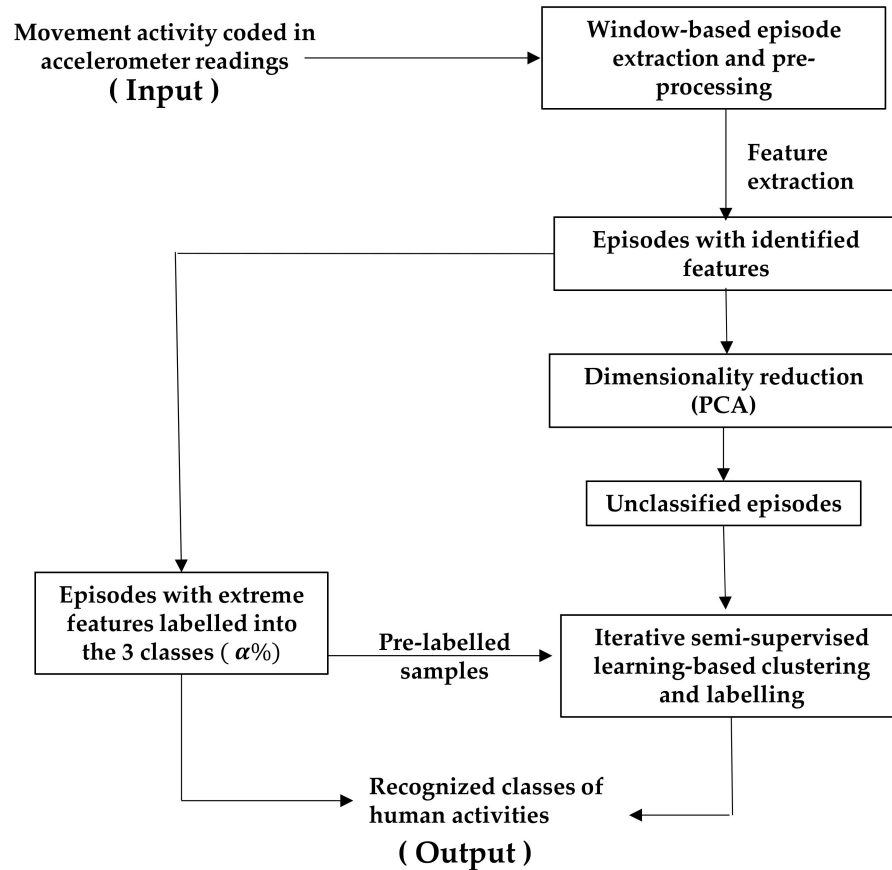 Movement activity coded in
accelerometer readings
( Input )
Window-based episode
extraction and pre-
processing
Feature
extraction
Episodes with identified
features
Dimensionality reduction
(PCA)
Unclassified episodes
Episodes with extreme
features labelled into
the 3 classes ( α%)
Pre-labelled
samples
Iterative semi-supervised
learning-based clustering
and labelling
Recognized classes of
human activities
( Output )